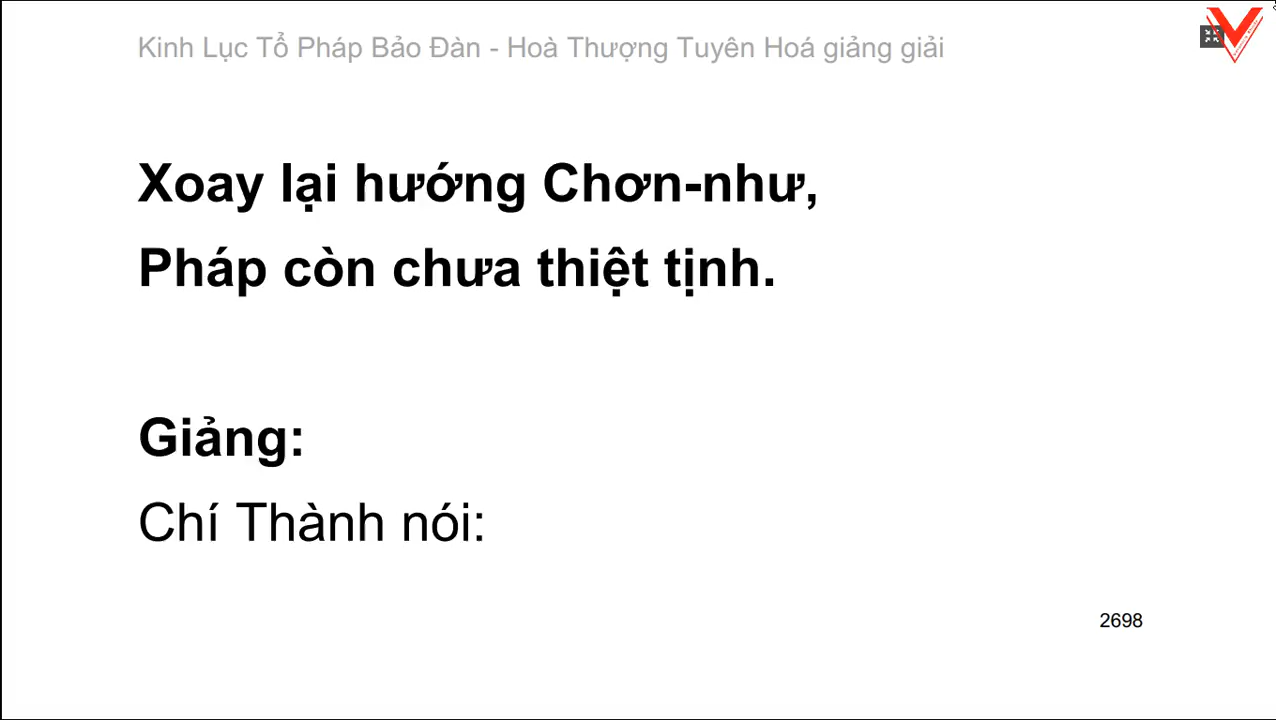 Kinh Lục Tổ Pháp Bảo Đàn - Hoà Thượng Tuyên Hoá giảng giải
Xoay lại hướng Chơn-như,
Pháp còn chưa thiệt tịnh.
Giảng:
Chí Thành nói:
2698